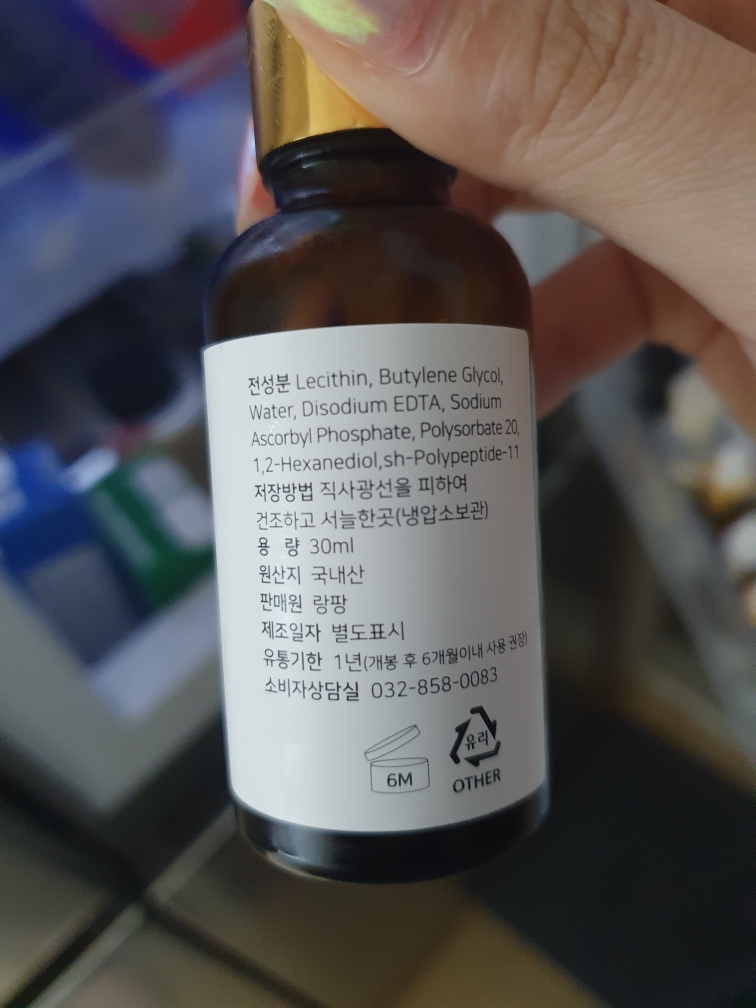 전성분 Lecithin, Butylene Glycol,
Water, Disodium EDTA, Sodium
Ascorbyl Phosphate, Polysorbate 20,
1,2-Hexanediol,sh-Polypeptide-11
저장방법 직사광선을 피하여
건조하고 서늘한곳(냉압소보관)
용 량 30ml
원산지 국내산
판매원 랑팡
제조일자 별도표시
유통기한 1년(개봉 후 6개월이내 사용 권장)
소비자상담실 032-858-0083
6M
유리
OTHER